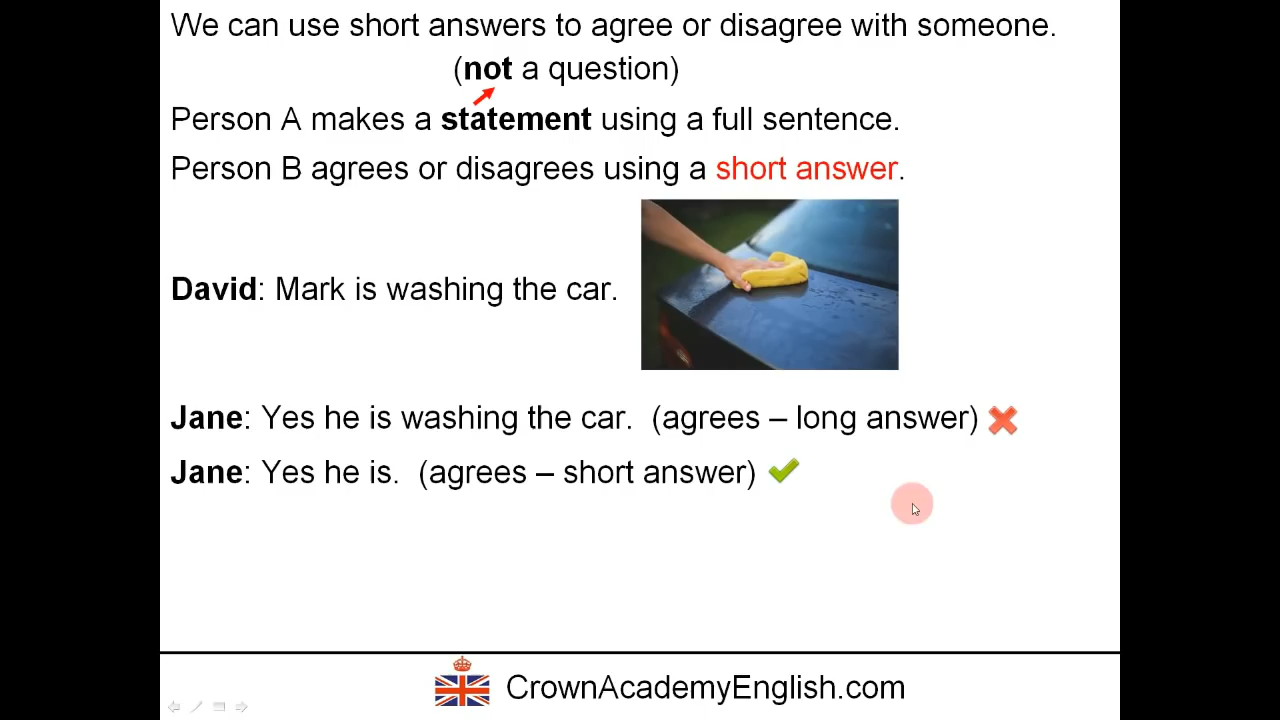 We can use short answers to agree or disagree with someone.
(not a question)
Person A makes a statement using a full sentence.
Person B agrees or disagrees using a short answer.
David: Mark is washing the car.
Jane: Yes he is washing the car. (agrees – long answer)
Jane: Yes he is. (agrees – short answer)
CrownAcademyEnglish.com